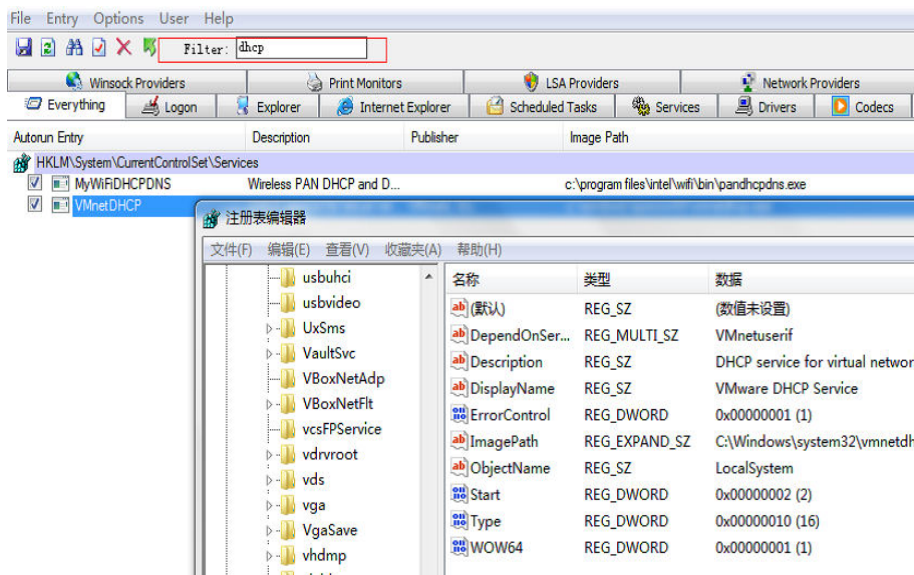 File Entry Options User Help
Filter: dhcp
Winsock Providers Print Monitors LSA Providers Network Providers
Everything Logon Explorer Internet Explorer Scheduled Tasks Services Drivers Codecs
Autorun Entry Description Publisher Image Path
HKLM\System\CurrentControlSet\Services
MyWiFiDHCPDNS Wireless PAN DHCP and D... c:\program files\intel\wifi\bin\pandhcpdns.exe
VMnetDHCP
注册表编辑器
文件(F) 编辑(E) 查看(V) 收藏夹(A) 帮助(H)
usbuhci
usbvideo
UxSms
VaultSvc
VBoxNetAdp
VBoxNetFlt
vcsFPService
vdrvroot
vds
vga
VgaSave
vhdmp
名称 类型 数据
(默认) REG_SZ (数值未设置)
DependOnSer... REG_MULTI_SZ VMnetuserif
Description REG_SZ DHCP service for virtual networ
DisplayName REG_SZ VMware DHCP Service
ErrorControl REG_DWORD 0x00000001 (1)
ImagePath REG_EXPAND_SZ C:\Windows\system32\vmnetdh
ObjectName REG_SZ LocalSystem
Start REG_DWORD 0x00000002 (2)
Type REG_DWORD 0x00000010 (16)
WOW64 REG_DWORD 0x00000001 (1)